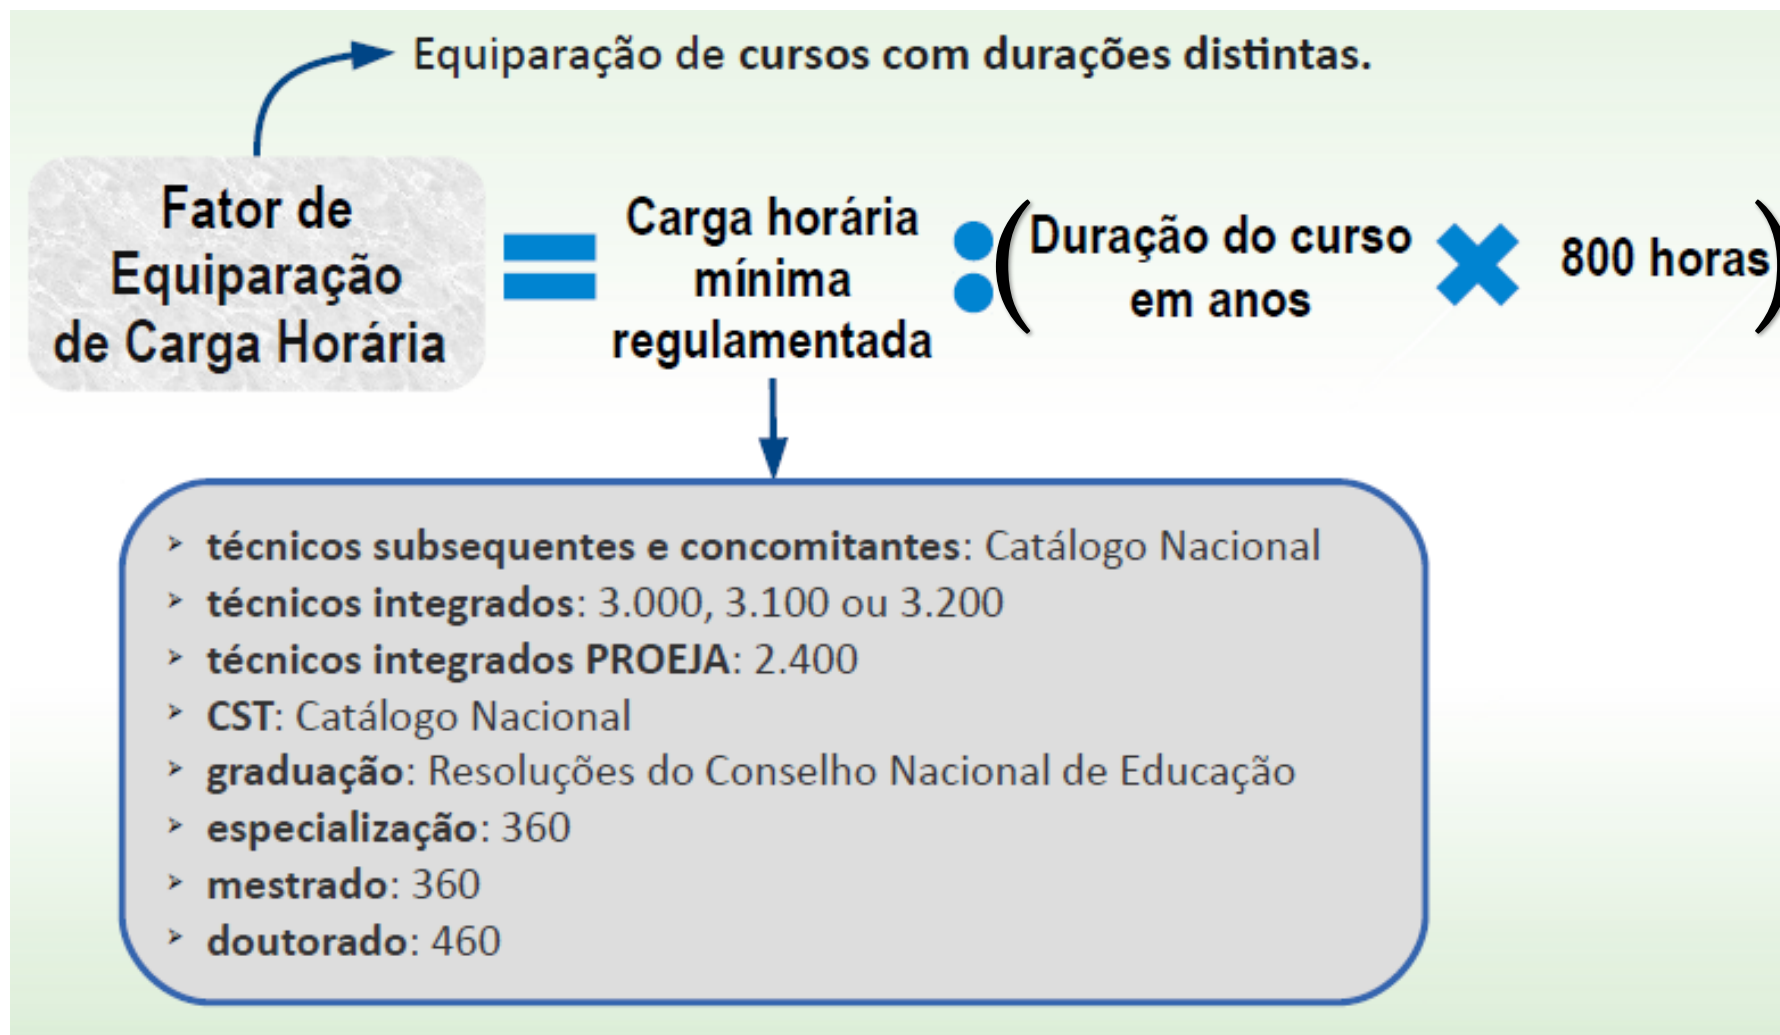 Equiparação de cursos com durações distintas.
Fator de
Equiparação
de Carga Horária
=
Carga horária
mínima
regulamentada
:
(Duração do curso
em anos
×
800 horas)
➢ técnicos subsequentes e concomitantes: Catálogo Nacional
➢ técnicos integrados: 3.000, 3.100 ou 3.200
➢ técnicos integrados PROEJA: 2.400
➢ CST: Catálogo Nacional
➢ graduação: Resoluções do Conselho Nacional de Educação
➢ especialização: 360
➢ mestrado: 360
➢ doutorado: 460